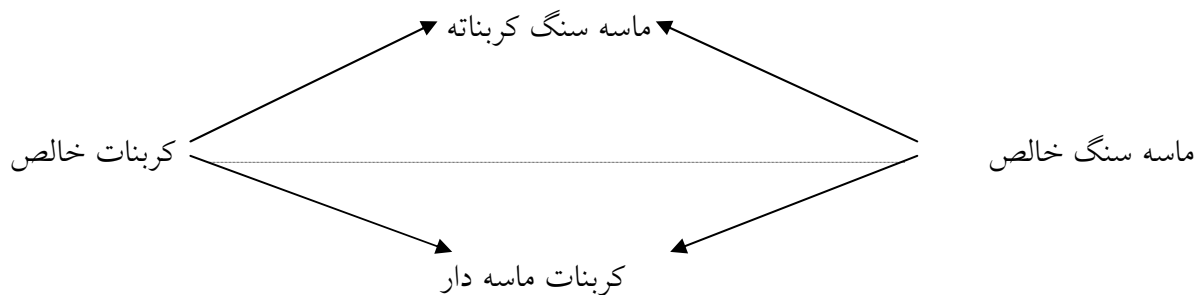 ماسه سنگ کربناته
ماسه سنگ خالص
کربنات خالص
کربنات ماسه دار